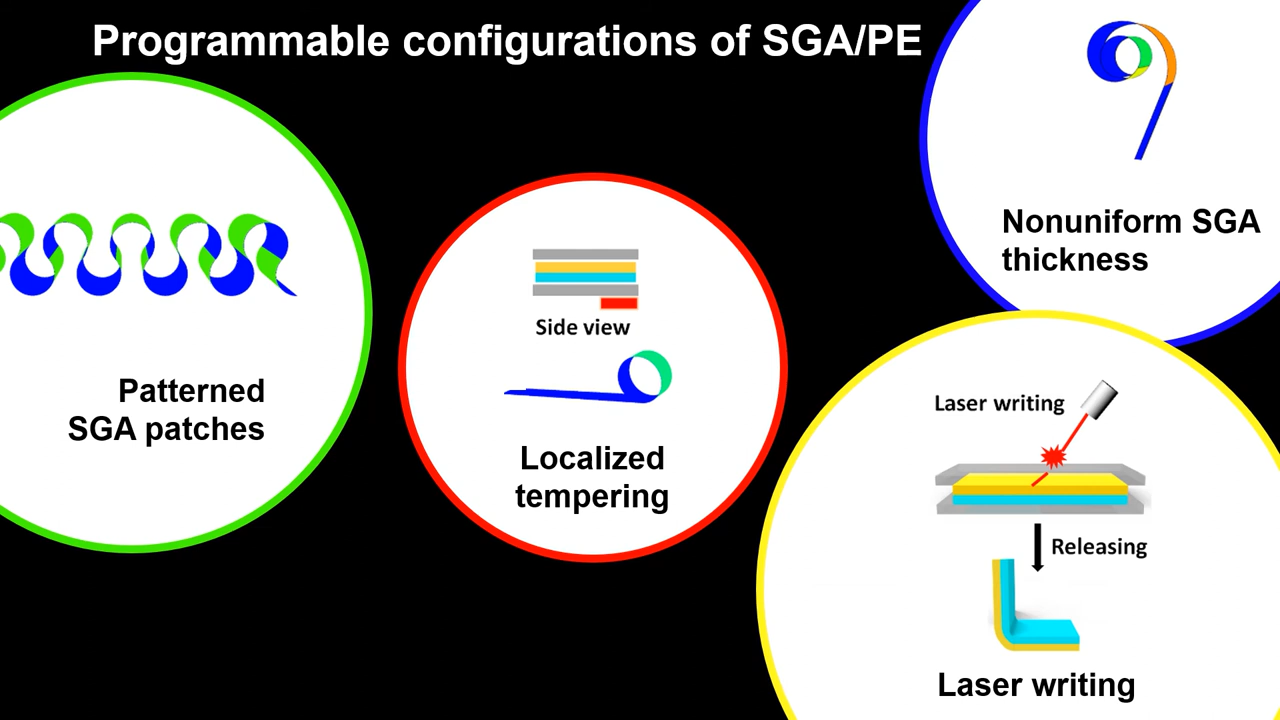 Programmable configurations of SGA/PE
Patterned
SGA patches
Side view
Localized
tempering
Nonuniform SGA
thickness
Laser writing
Releasing
Laser writing